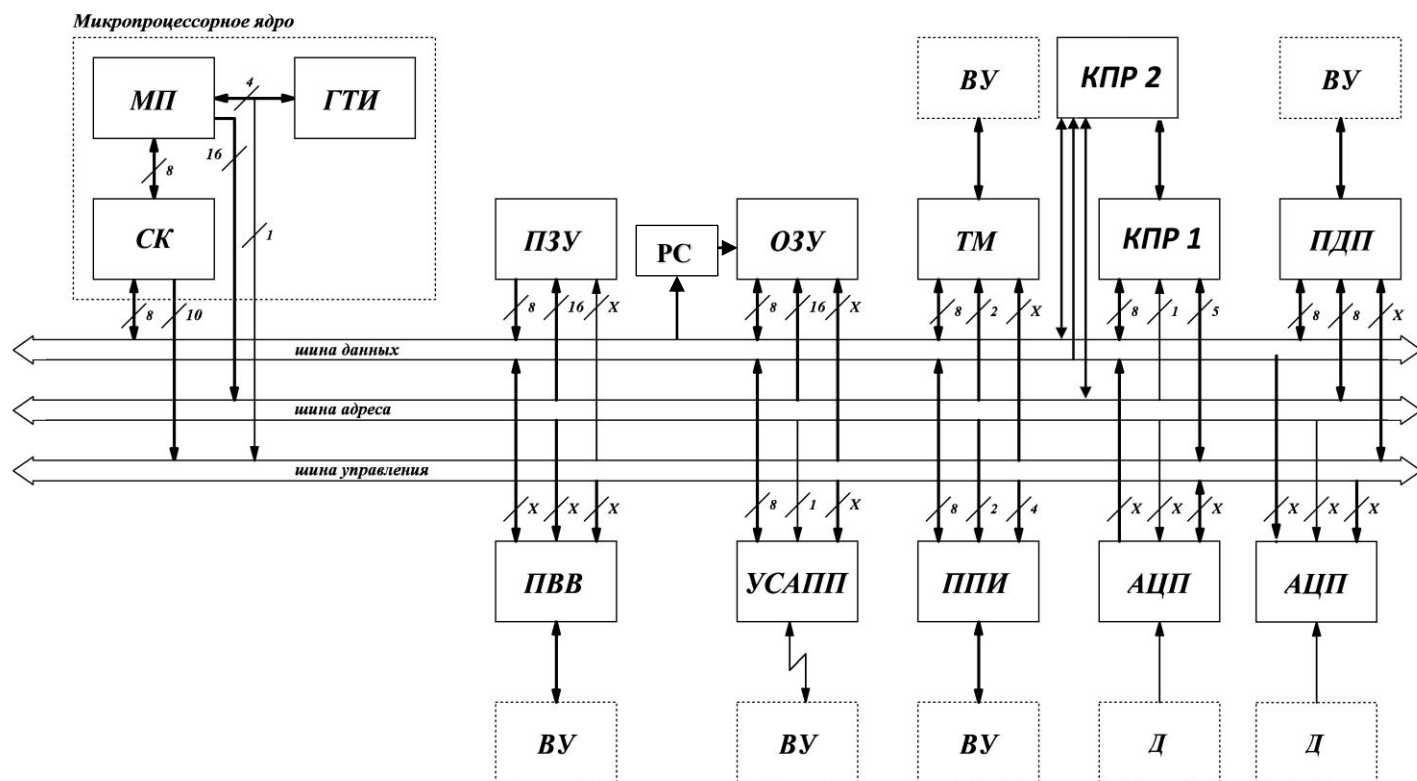 Микропроцессорное ядро
МП
4
ГТИ
16
8
СК
1
8
10
ВУ
КПР 2
ВУ
ПЗУ
РС
ОЗУ
ТМ
КПР 1
ПДП
8
16
X
8
16
X
8
2
X
8
1
5
8
8
X
шина данных
шина адреса
шина управления
X
X
X
8
1
X
8
2
4
X
X
X
X
X
X
ПВВ
УСАПП
ППИ
АЦП
АЦП
ВУ
ВУ
ВУ
Д
Д